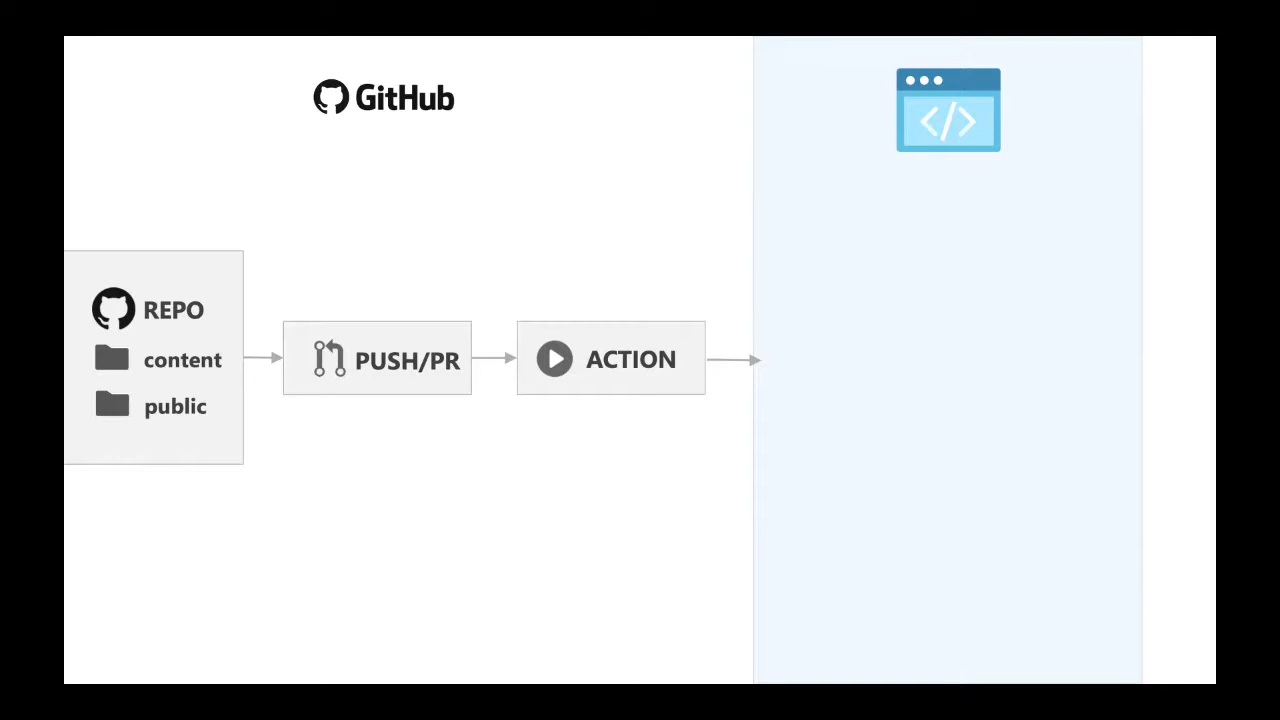 GitHub
REPO
content
public
PUSH/PR
ACTION
</>